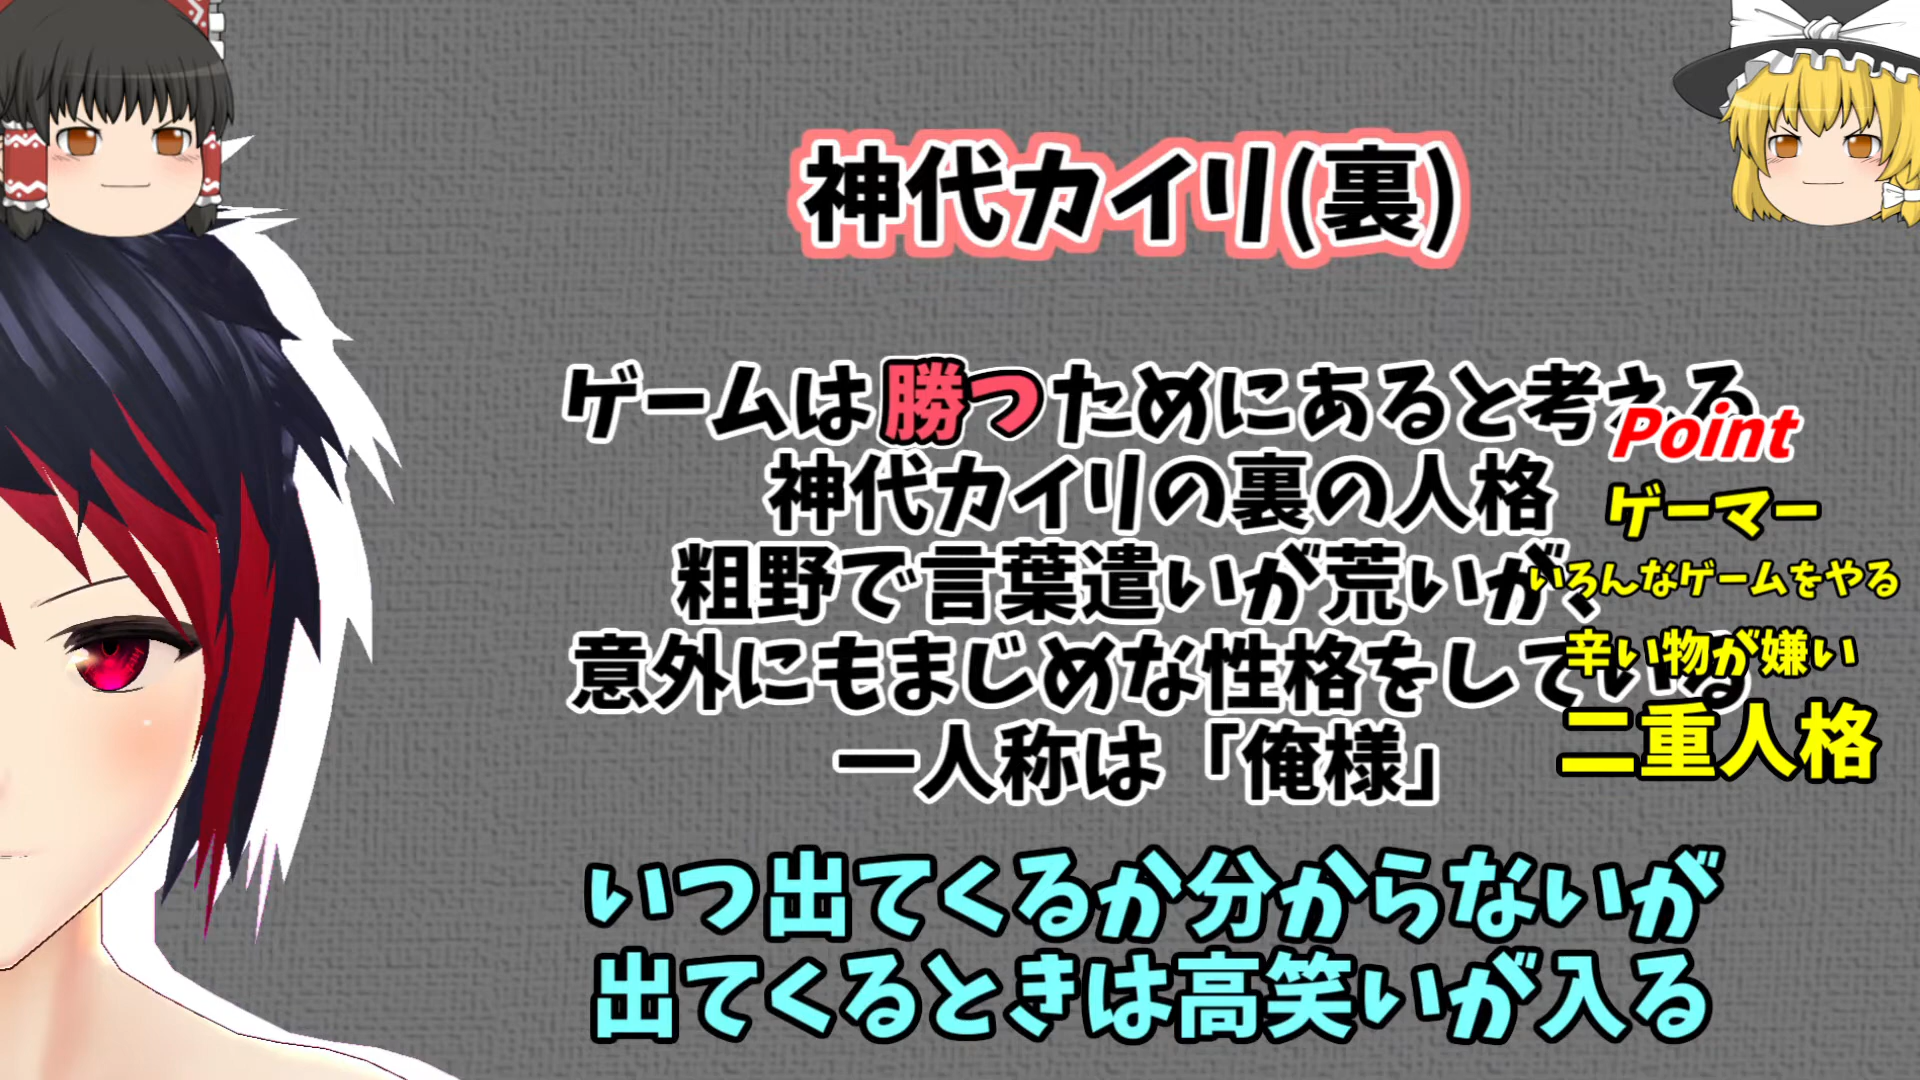 神代カイリ(裏)
ゲームは勝つためにあると考える
神代カイリの裏の人格
粗野で言葉遣いが荒いが、
意外にもまじめな性格をしている
一人称は「俺様」
いつ出てくるか分からないが
出てくるときは高笑いが入る
Point
ゲーマー
いろんなゲームをやる
辛い物が嫌い
二重人格